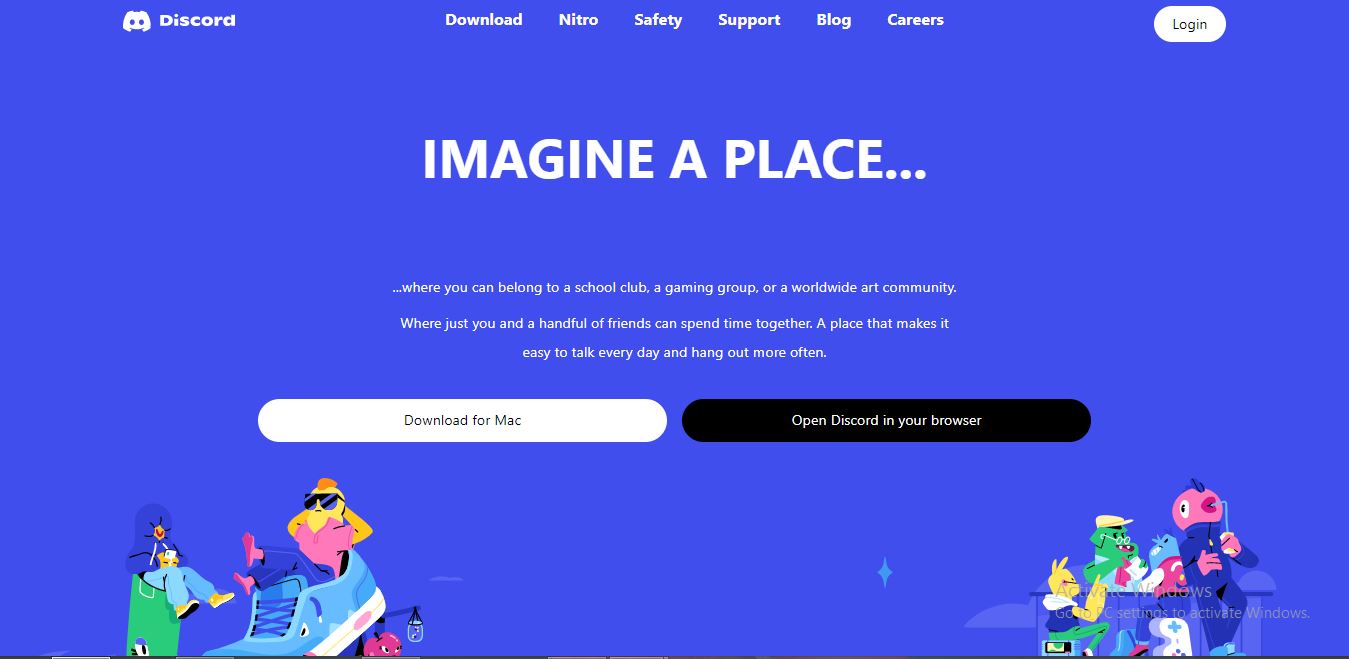 Discord
Download Nitro Safety Support Blog Careers
Login
IMAGINE A PLACE...
...where you can belong to a school club, a gaming group, or a worldwide art community.
Where just you and a handful of friends can spend time together. A place that makes it
easy to talk every day and hang out more often.
Download for Mac
Open Discord in your browser
Activate Windows
Go to PC settings to activate Windows.